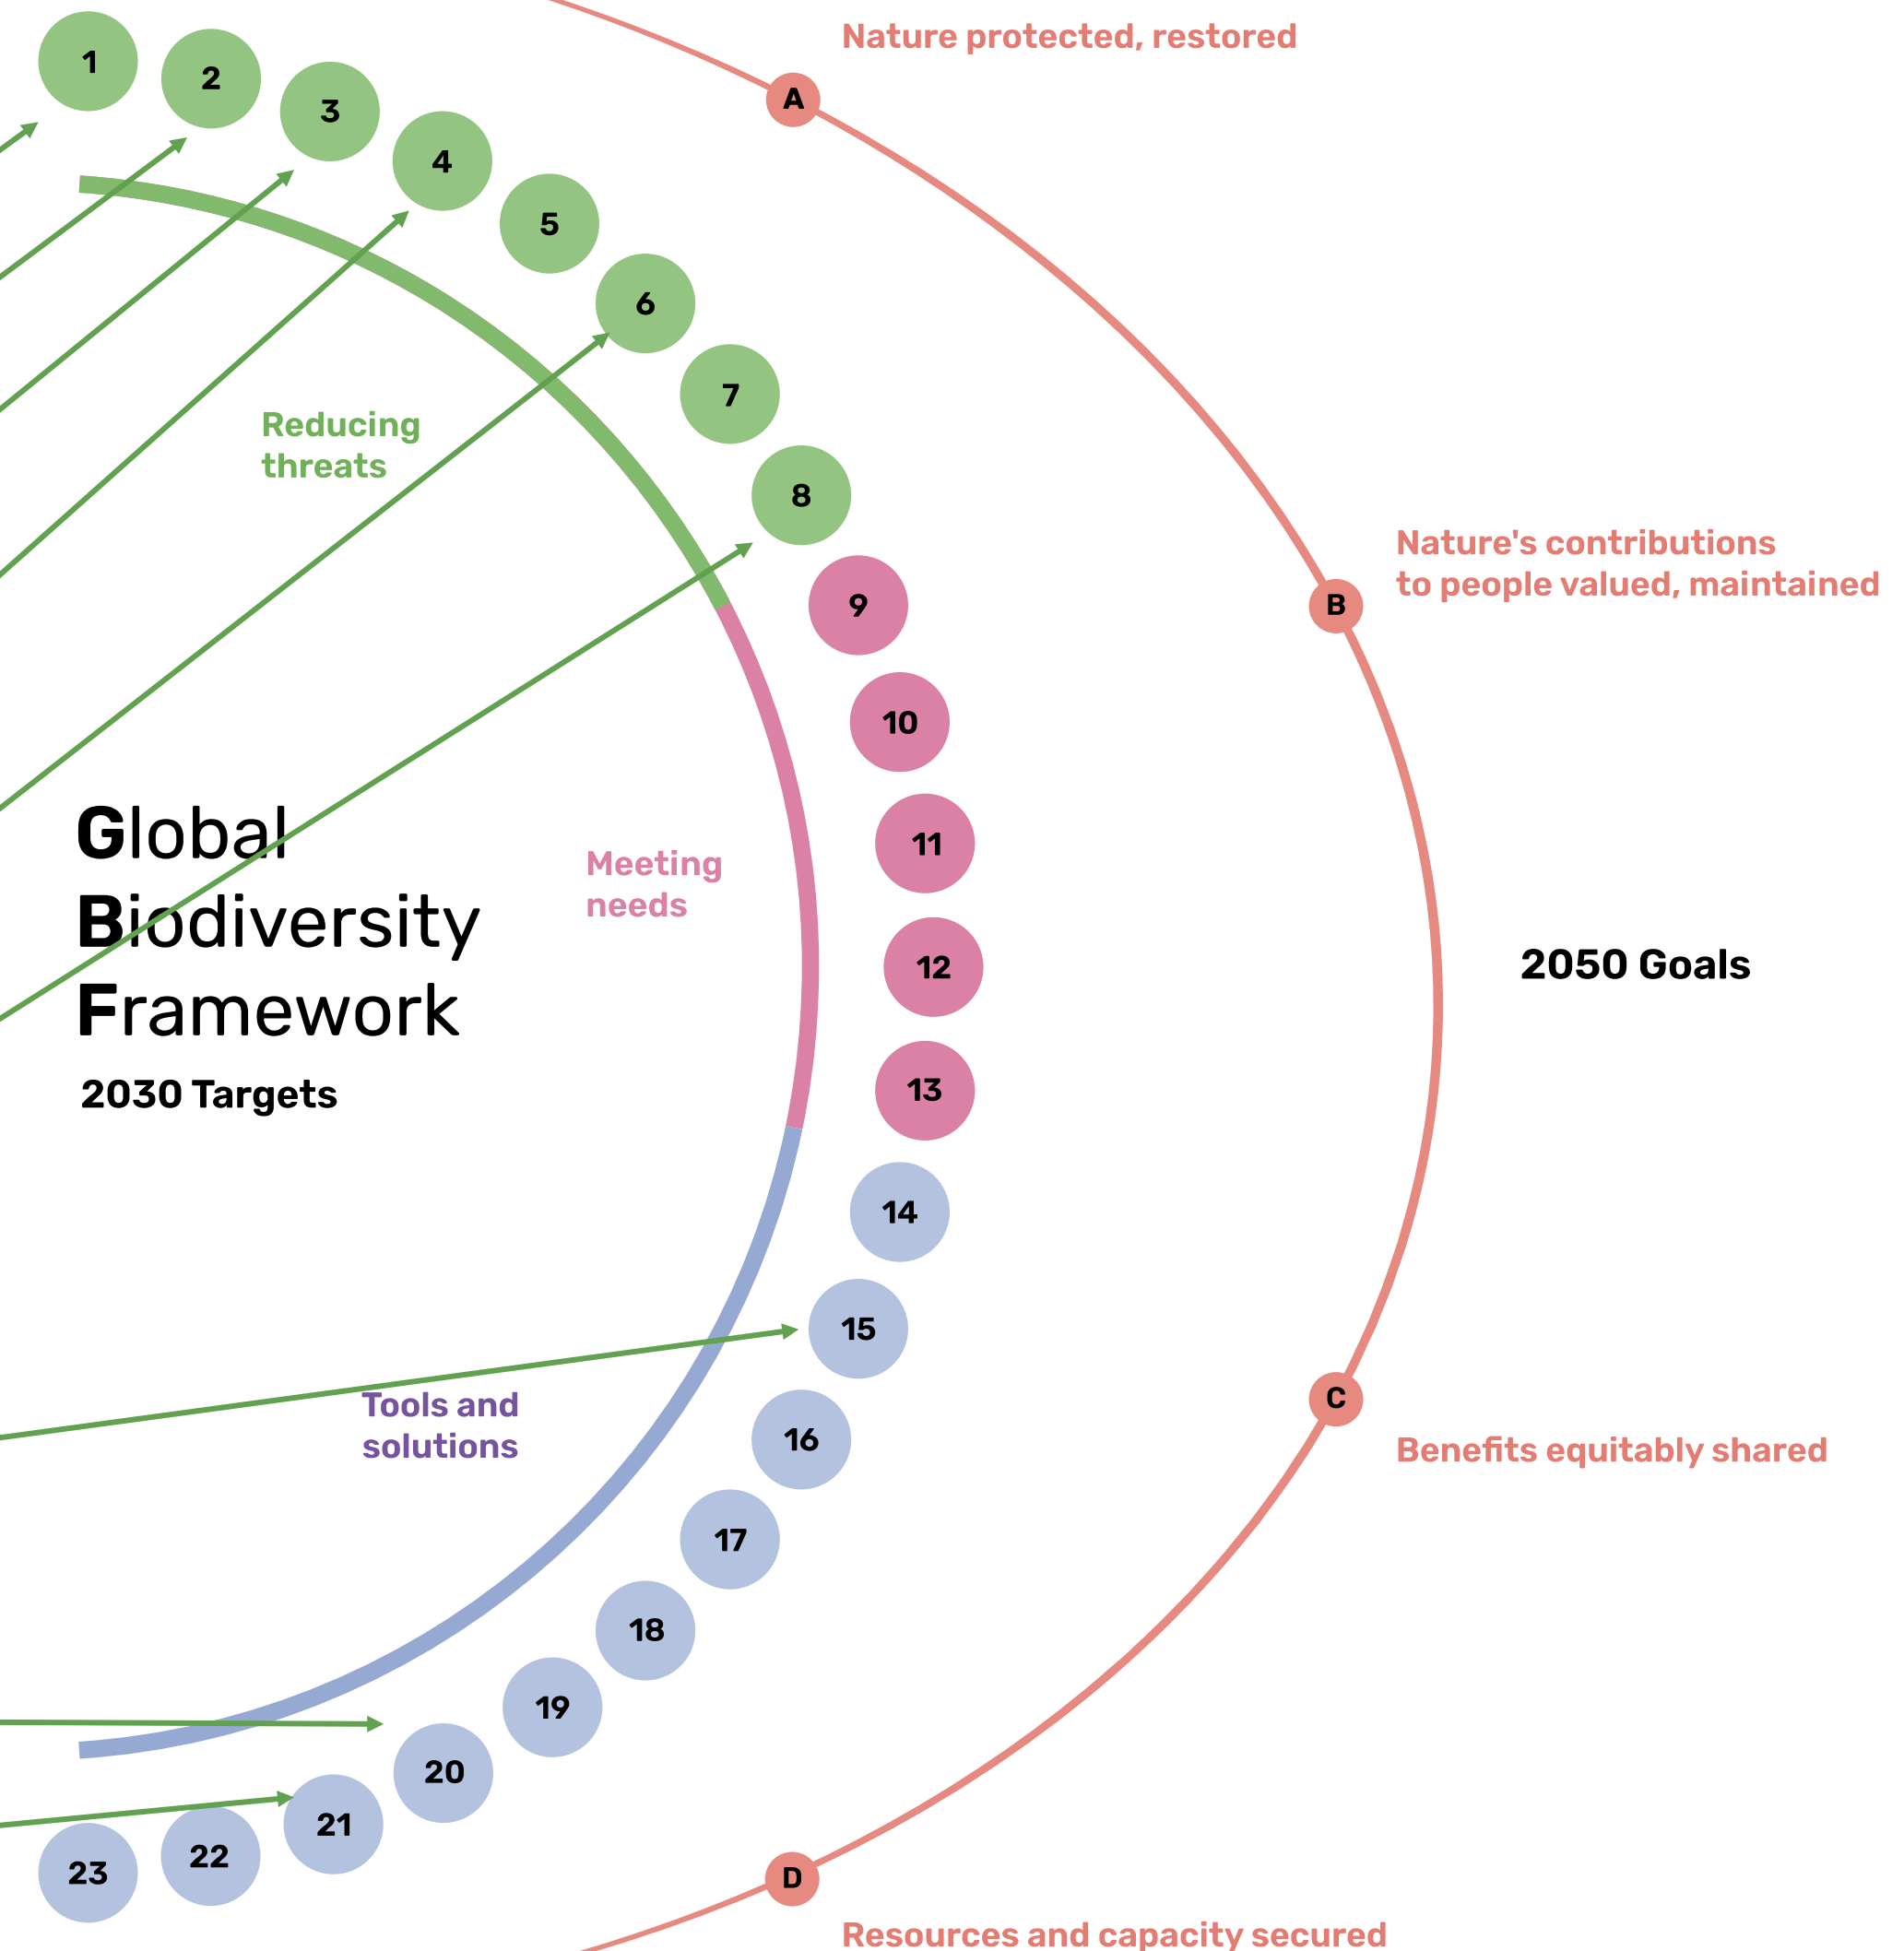 1
2
3
4
5
6
7
8
9
10
11
12
13
14
15
16
17
18
19
20
21
22
23
Reducing
threats
Meeting
needs
Tools and
solutions
Global
Biodiversity
Framework
2030 Targets
A
Nature protected, restored
B
Nature's contributions
to people valued, maintained
2050 Goals
C
Benefits equitably shared
D
Resources and capacity secured